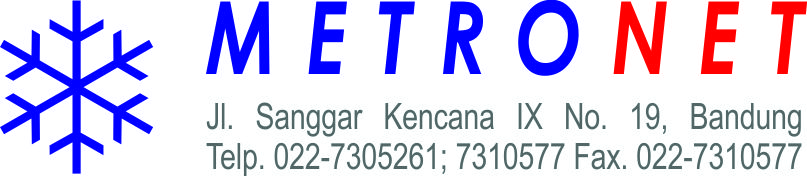 METRONET
Jl. Sanggar Kencana IX No. 19, Bandung
Telp. 022-7305261; 7310577 Fax. 022-7310577